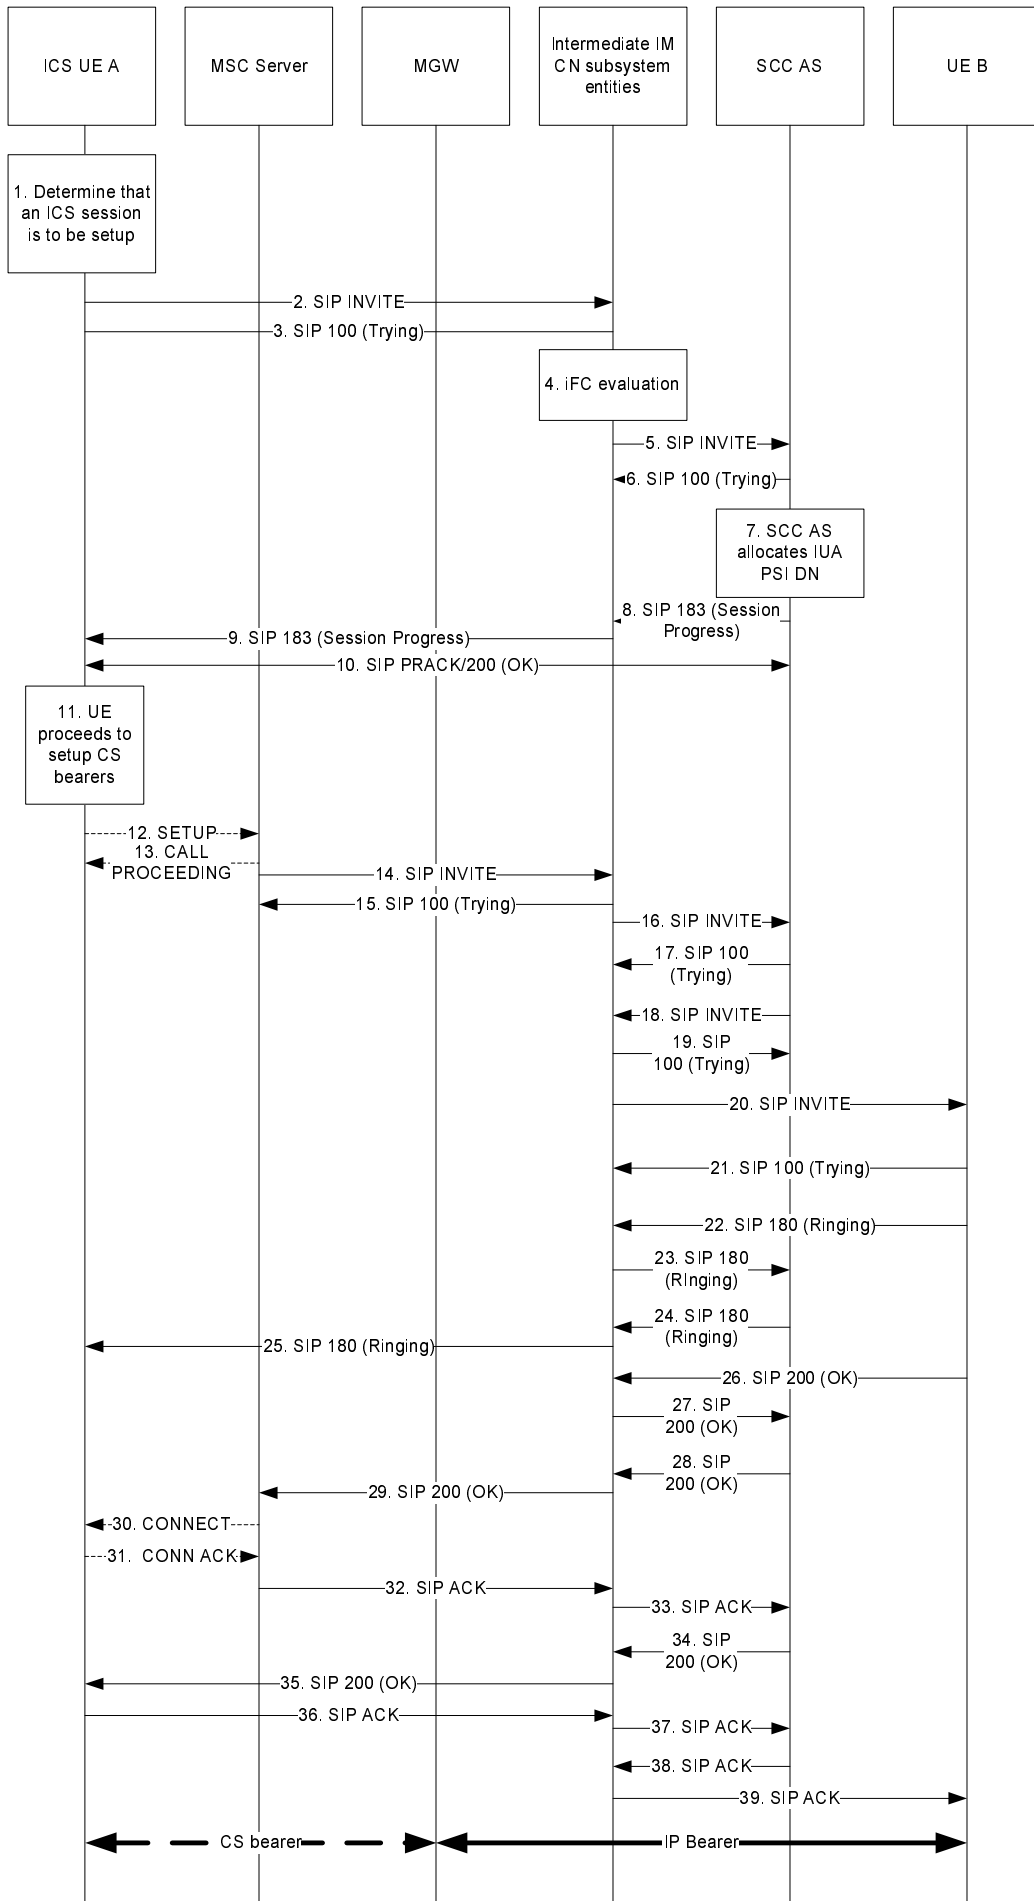 ICS UE A
MSC Server
MGW
Intermediate IM
CN subsystem
entities
SCC AS
UE B
1. Determine that
an ICS session
is to be setup
2. SIP INVITE
3. SIP 100 (Trying)
4. iFC evaluation
5. SIP INVITE
6. SIP 100 (Trying)
7. SCC AS
allocates IUA
PSI DN
8. SIP 183 (Session
Progress)
9. SIP 183 (Session Progress)
10. SIP PRACK/200 (OK)
11. UE
proceeds to
setup CS
bearers
12. SETUP
13. CALL
PROCEEDING
14. SIP INVITE
15. SIP 100 (Trying)
16. SIP INVITE
17. SIP 100
(Trying)
18. SIP INVITE
19. SIP
100 (Trying)
20. SIP INVITE
21. SIP 100 (Trying)
22. SIP 180 (Ringing)
23. SIP 180
(RInging)
24. SIP 180
(Ringing)
25. SIP 180 (Ringing)
26. SIP 200 (OK)
27. SIP
200 (OK)
28. SIP
200 (OK)
29. SIP 200 (OK)
30. CONNECT
31. CONN ACK
32. SIP ACK
33. SIP ACK
34. SIP
200 (OK)
35. SIP 200 (OK)
36. SIP ACK
37. SIP ACK
38. SIP ACK
39. SIP ACK
CS bearer
IP Bearer